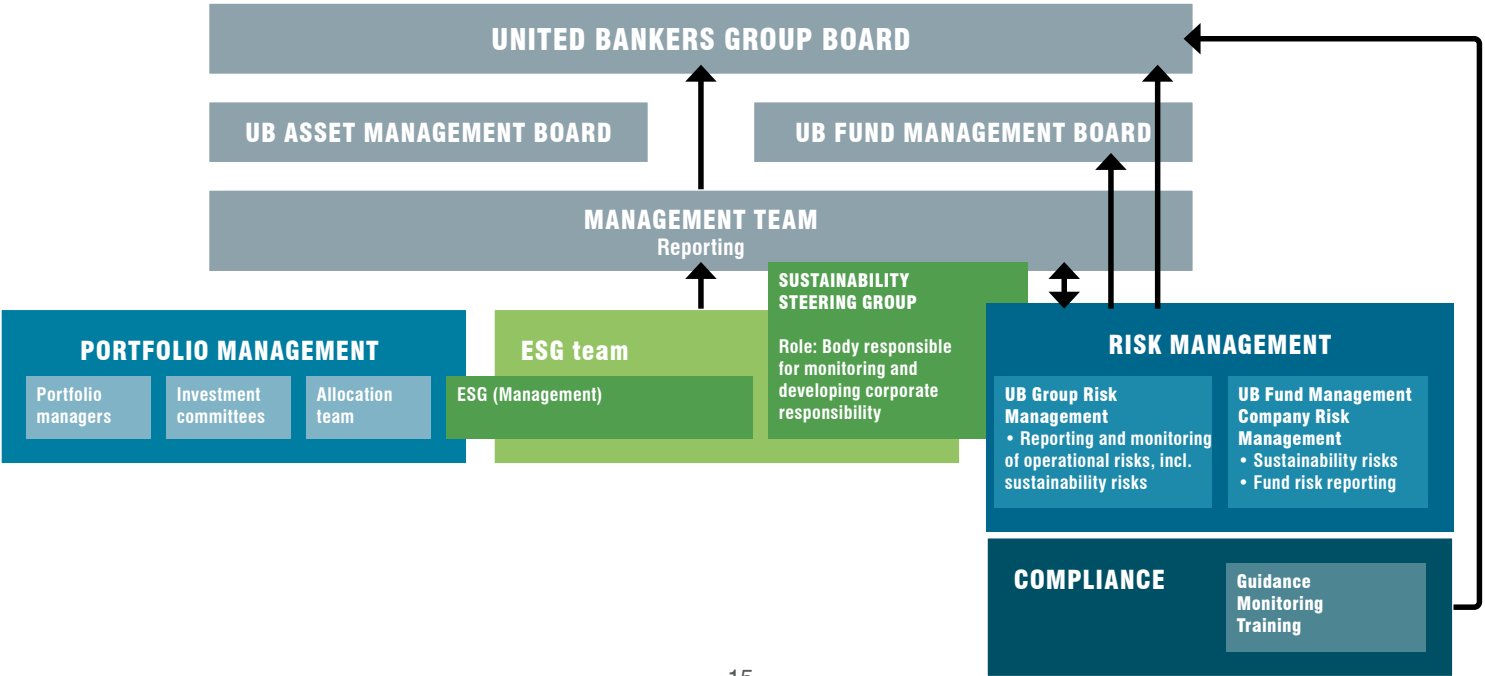 UNITED BANKERS GROUP BOARD
UB ASSET MANAGEMENT BOARD
UB FUND MANAGEMENT BOARD
MANAGEMENT TEAM
Reporting
SUSTAINABILITY
STEERING GROUP
Role: Body responsible
for monitoring and
developing corporate
responsibility
PORTFOLIO MANAGEMENT
Portfolio
managers
Investment
committees
Allocation
team
ESG team
ESG (Management)
RISK MANAGEMENT
UB Group Risk
Management
• Reporting and monitoring
of operational risks, incl.
sustainability risks
UB Fund Management
Company Risk
Management
• Sustainability risks
• Fund risk reporting
COMPLIANCE
Guidance
Monitoring
Training
15